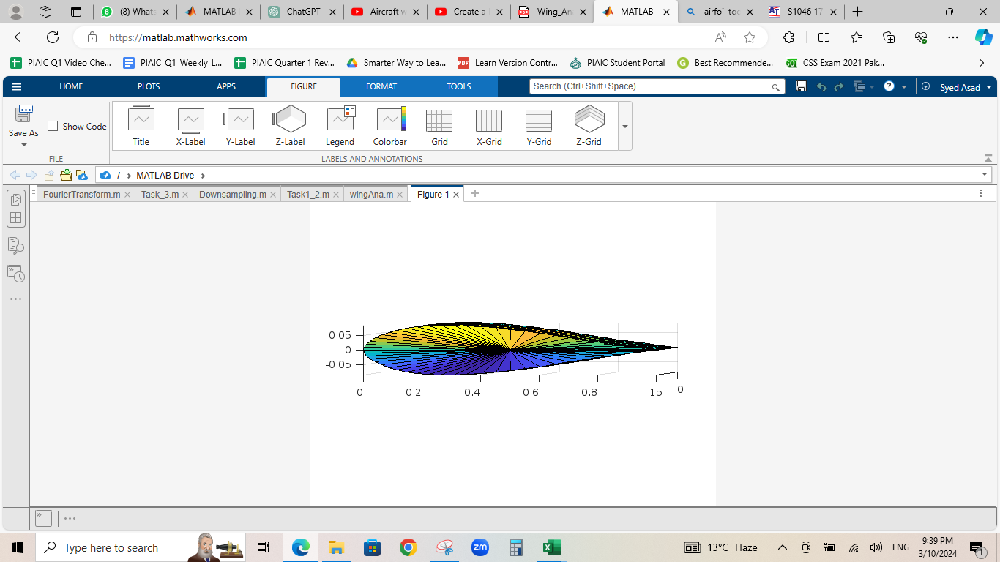 (8) Whats
MATLAB
ChatGPT
Aircraft w
Create a
Wing_An
MATLAB
airfoil too
S1046 17
https://matlab.mathworks.com
PIAIC Q1 Video Che...
PIAIC_Q1_Weekly_L...
PIAIC Quarter 1 Rev...
Smarter Way to Lea...
Learn Version Contr...
PIAIC Student Portal
Best Recommende...
CSS Exam 2021 Pak...
HOME
PLOTS
APPS
FIGURE
FORMAT
TOOLS
Search (Ctrl+Shift+Space)
Syed Asad
Save As
Show Code
Title
X-Label
Y-Label
Z-Label
Legend
Colorbar
Grid
X-Grid
Y-Grid
Z-Grid
FILE
LABELS AND ANNOTATIONS
/ MATLAB Drive
FourierTransform.m
Task_3.m
Downsampling.m
Task1_2.m
wingAna.m
Figure 1
0.05
0
-0.05
0 0.2 0.4 0.6 0.8 15 0
Type here to search
13°C Haze
ENG
9:39 PM
3/10/2024
1